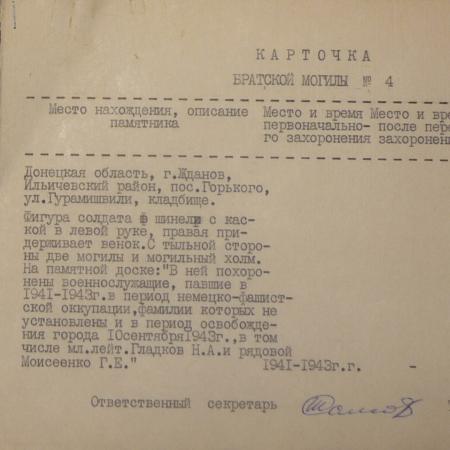 КАРТОЧКА
БРАТСКОЙ МОГИЛЫ № 4
Место нахождения, описание Место и время Место и вре
памятника первоначально- после пере
го захоронения захоронени
Донецкая область, г.Жданов,
Ильичевский район, пос.Горького,
ул.Гурамишвили, кладбище.
Фигура солдата ф шинели с кас-
кой в левой руке, правая при-
держивает венок.С тыльной сторо-
ны две могилы и могильный холм.
На памятной доске:"В ней похоро-
нены военнослужащие, павшие в
1941-1943г.в период немецко-фашист-
ской оккупации,фамилии которых не
установлены и в период освобожде-
ния города 10сентября1943г.,в том
числе мл.лейт.Гладков Н.А.и рядовой
Моисеенко Г.Е." 1941-1943г.г. -
Ответственный секретарь